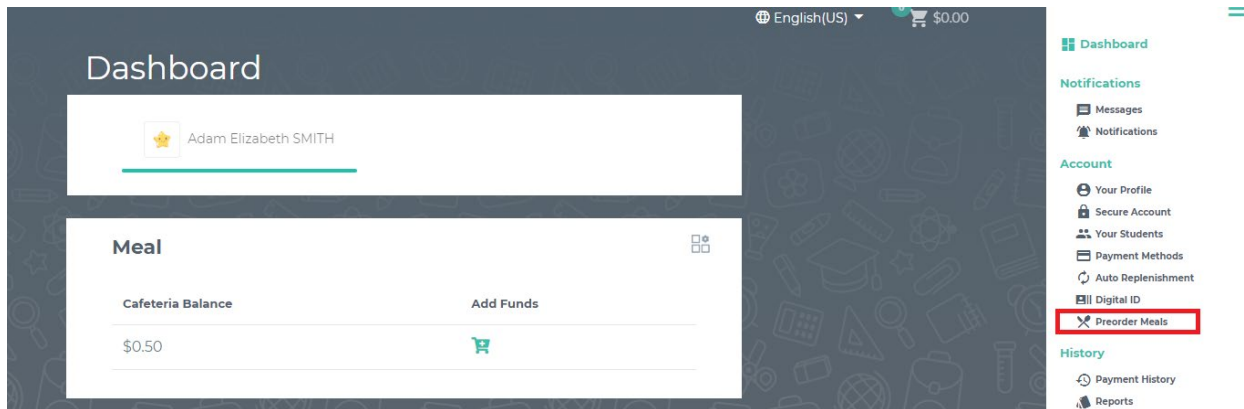 English(US)
0
$0.00
Dashboard
Adam Elizabeth SMITH
Meal
Cafeteria Balance
Add Funds
$0.50
Dashboard
Notifications
Messages
Notifications
Account
Your Profile
Secure Account
Your Students
Payment Methods
Auto Replenishment
Digital ID
Preorder Meals
History
Payment History
Reports